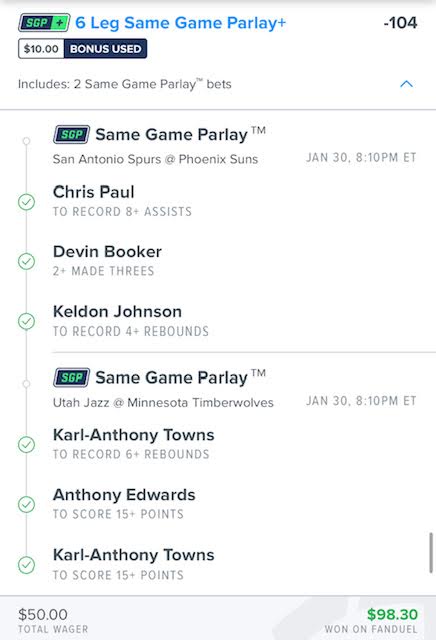 SGP + 6 Leg Same Game Parlay+ -104
$10.00 BONUS USED
Includes: 2 Same Game Parlay™ bets
SGP Same Game Parlay™
San Antonio Spurs @ Phoenix Suns JAN 30, 8:10PM ET
Chris Paul
TO RECORD 8+ ASSISTS
Devin Booker
2+ MADE THREES
Keldon Johnson
TO RECORD 4+ REBOUNDS
SGP Same Game Parlay™
Utah Jazz @ Minnesota Timberwolves JAN 30, 8:10PM ET
Karl-Anthony Towns
TO RECORD 6+ REBOUNDS
Anthony Edwards
TO SCORE 15+ POINTS
Karl-Anthony Towns
TO SCORE 15+ POINTS
$50.00 $98.30
TOTAL WAGER WON ON FANDUEL